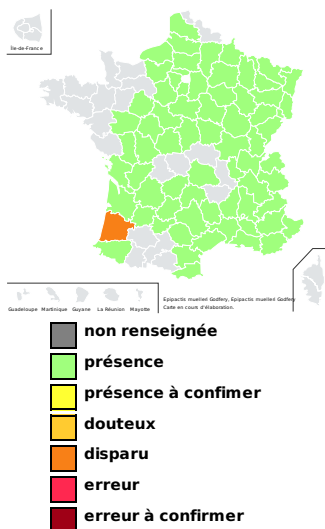 Île-de-France
Guadeloupe Martinique Guyane La Réunion Mayotte
Epipactis muelleri Godfery, Epipactis muelleri Godfery
Carte en cours d'élaboration.
non renseignée
présence
présence à confimer
douteux
disparu
erreur
erreur à confirmer